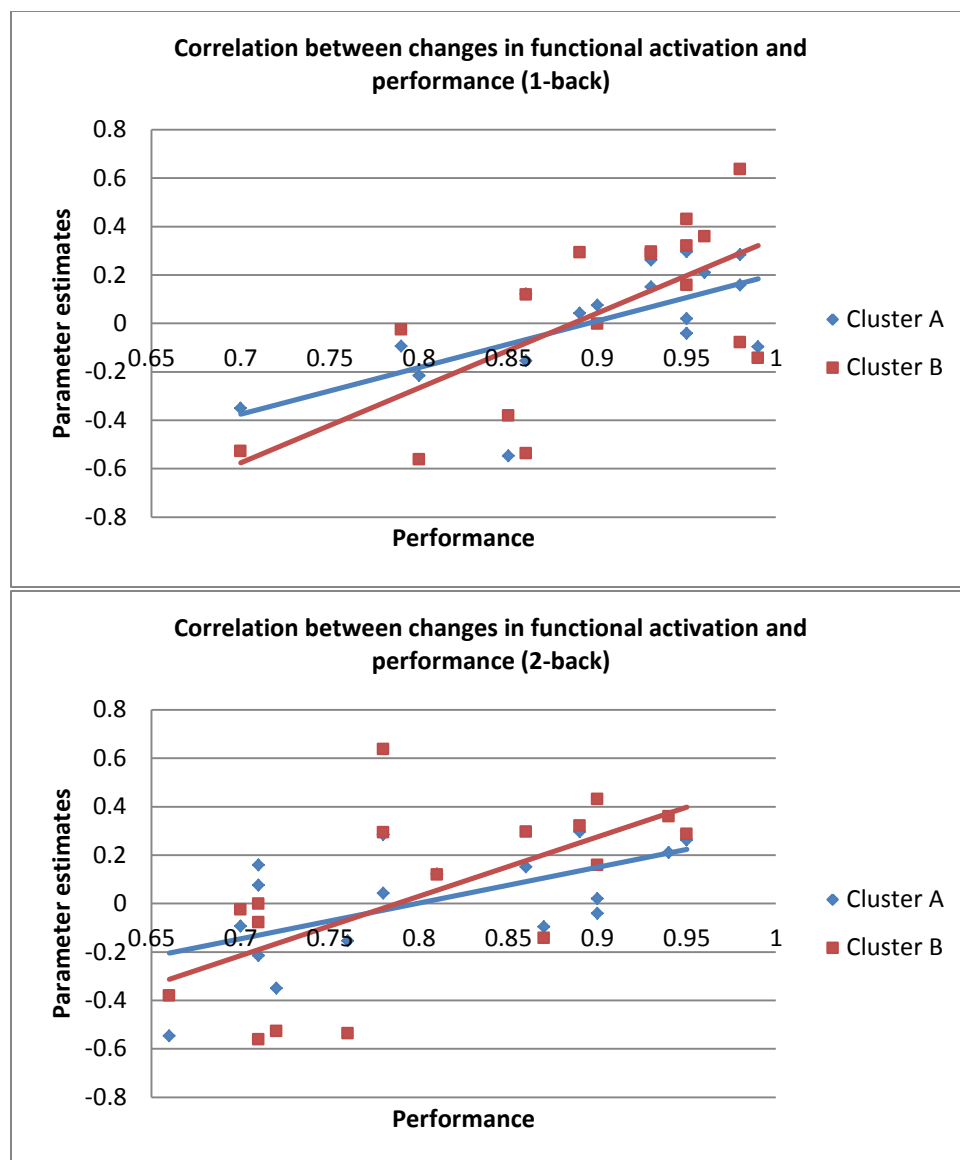 Correlation between changes in functional activation and
performance (1-back)
0.8
0.6
0.4
0.2
0
-0.2
-0.4
-0.6
-0.8
0.65 0.7 0.75 0.8 0.85 0.9 0.95 1
Parameter estimates
Performance
Cluster A
Cluster B
Correlation between changes in functional activation and
performance (2-back)
0.8
0.6
0.4
0.2
0
-0.2
-0.4
-0.6
-0.8
0.65 0.7 0.75 0.8 0.85 0.9 0.95 1
Parameter estimates
Performance
Cluster A
Cluster B